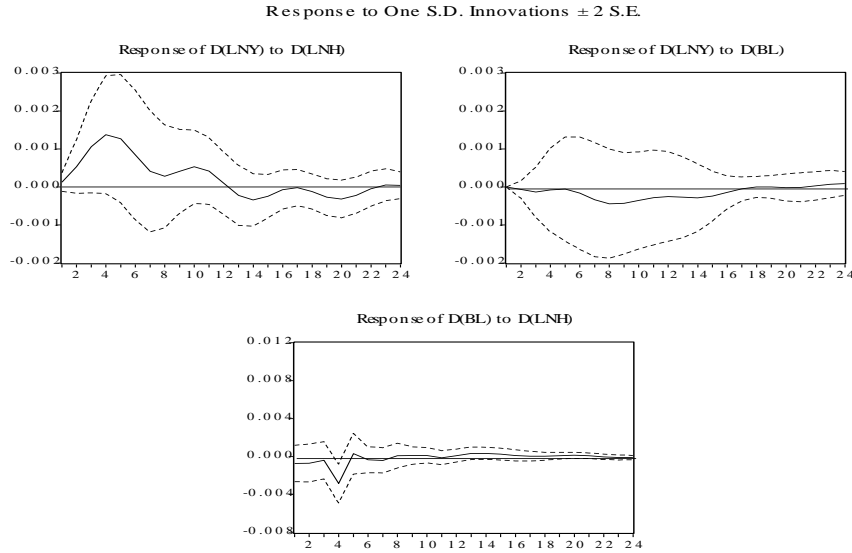 Response to One S.D. Innovations ± 2 S.E.
Response of D(LNY) to D(LNH)
0.003
0.002
0.001
0.000
-0.001
-0.002
2 4 6 8 10 12 14 16 18 20 22 24
Response of D(LNY) to D(BL)
0.003
0.002
0.001
0.000
-0.001
-0.002
2 4 6 8 10 12 14 16 18 20 22 24
Response of D(BL) to D(LNH)
0.012
0.008
0.004
0.000
-0.004
-0.008
2 4 6 8 10 12 14 16 18 20 22 24